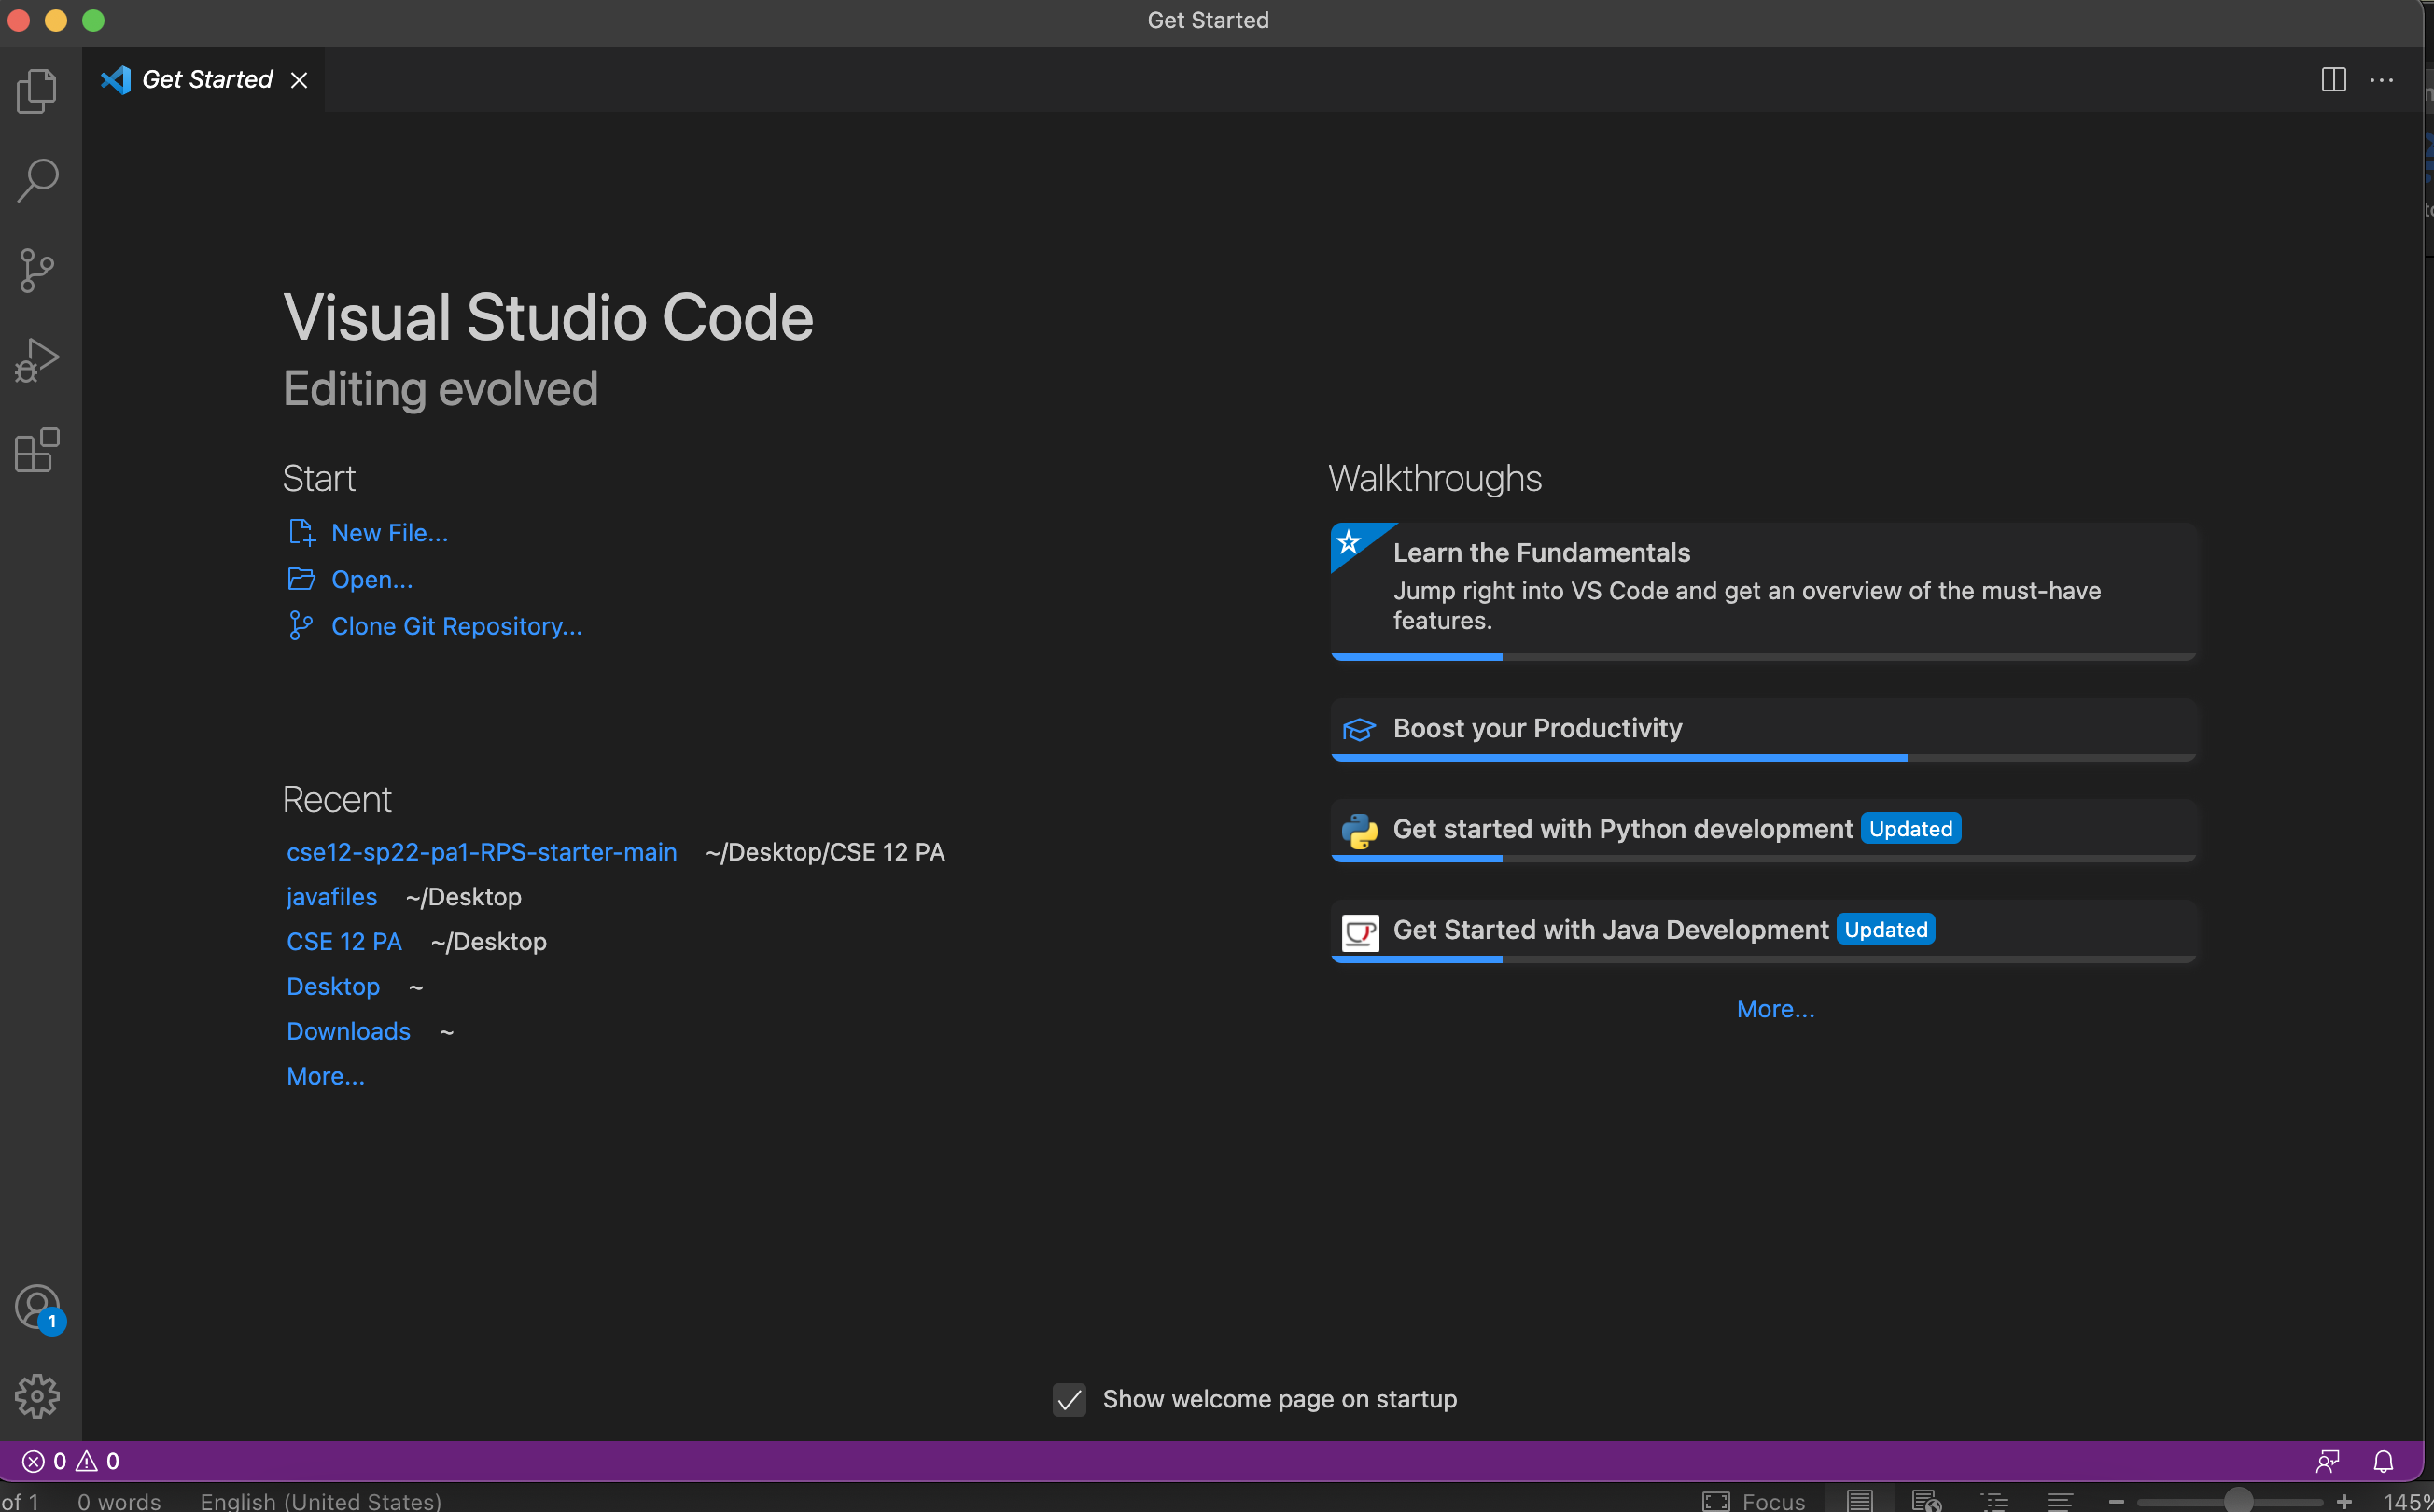 Get Started
Get Started
Visual Studio Code
Editing evolved
Start
New File...
Open...
Clone Git Repository...
Recent
cse12-sp22-pa1-RPS-starter-main ~/Desktop/CSE 12 PA
javafiles ~/Desktop
CSE 12 PA ~/Desktop
Desktop ~
Downloads ~
More...
Walkthroughs
Learn the Fundamentals
Jump right into VS Code and get an overview of the must-have
features.
Boost your Productivity
Get started with Python development Updated
Get Started with Java Development Updated
More...
1
Show welcome page on startup
0 0
of 1 0 words English (United States) Focus 145%